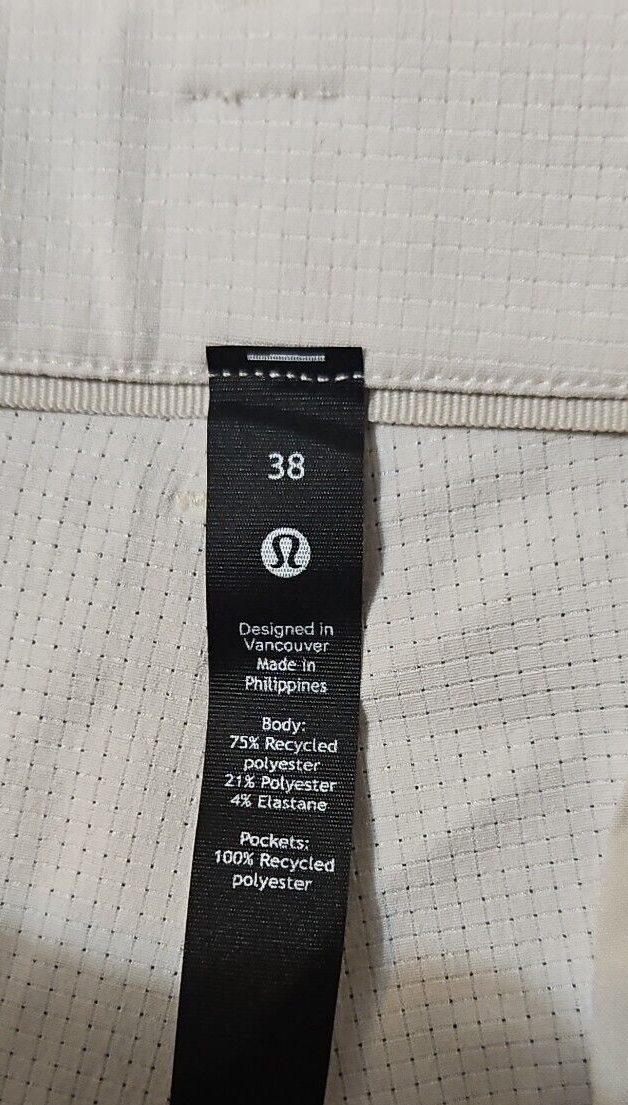 38
Designed in
Vancouver
Made in
Philippines
Body:
75% Recycled
polyester
21% Polyester
4% Elastane
Pockets:
100% Recycled
polyester